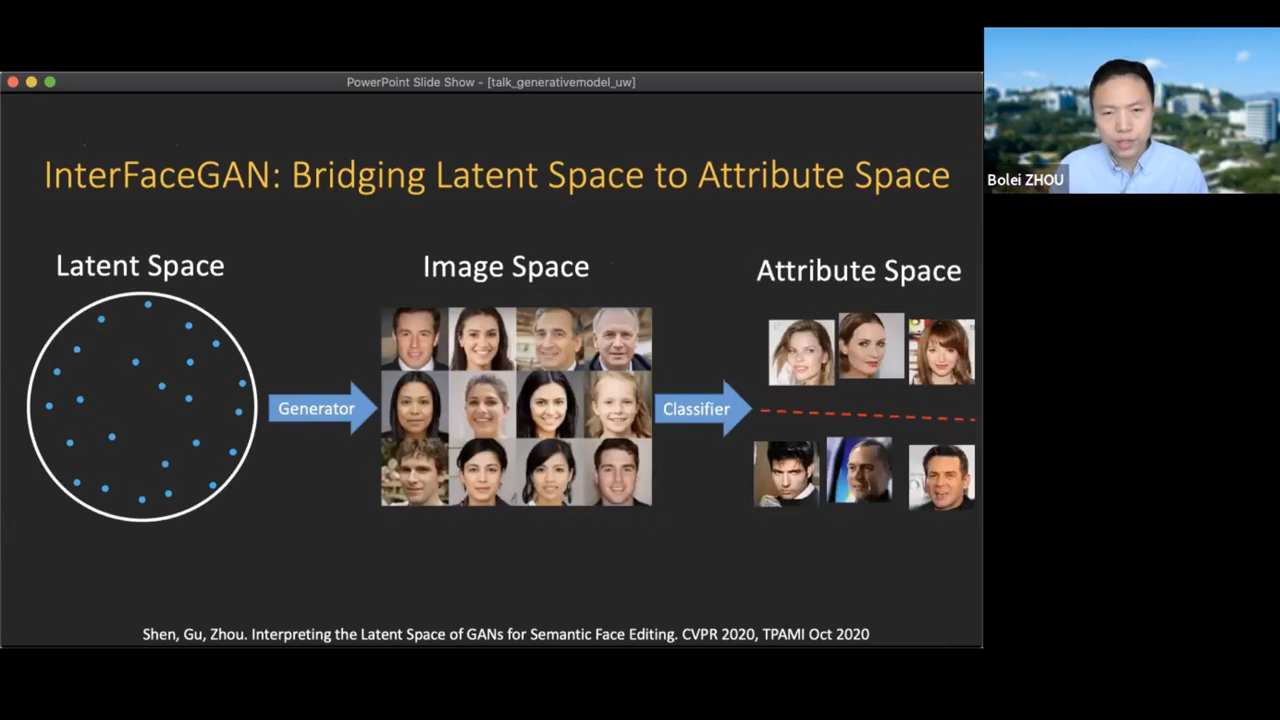 PowerPoint Slide Show - [talk_generativemodel_uw]
InterFaceGAN: Bridging Latent Space to Attribute Space
Latent Space
Image Space
Attribute Space
Generator
Classifier
Shen, Gu, Zhou. Interpreting the Latent Space of GANs for Semantic Face Editing. CVPR 2020, TPAMI Oct 2020
Bolei ZHOU